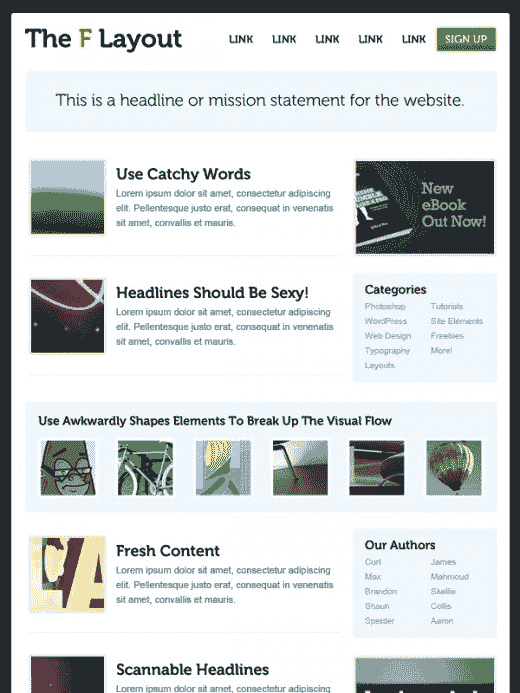 The F Layout
LINK LINK LINK LINK LINK SIGN UP
This is a headline or mission statement for the website.
Use Catchy Words
Lorem ipsum dolor sit amet, consectetur adipiscing
elit. Pellentesque justo erat, consequat in venenatis
sit amet, convallis et mauris.
New
eBook
Out Now!
Headlines Should Be Sexy!
Lorem ipsum dolor sit amet, consectetur adipiscing
elit. Pellentesque justo erat, consequat in venenatis
sit amet, convallis et mauris.
Categories
Photoshop Tutorials
WordPress Site Elements
Web Design Freebies
Typography More!
Layouts
Use Awkwardly Shapes Elements To Break Up The Visual Flow
Fresh Content
Lorem ipsum dolor sit amet, consectetur adipiscing
elit. Pellentesque justo erat, consequat in venenatis
sit amet, convallis et mauris.
Our Authors
James
Max Mahmoud
Brandon
Shaun Collis
Speider Aaron
Scannable Headlines
Lorem ipsum dolor sit amet, consectetur adipiscing